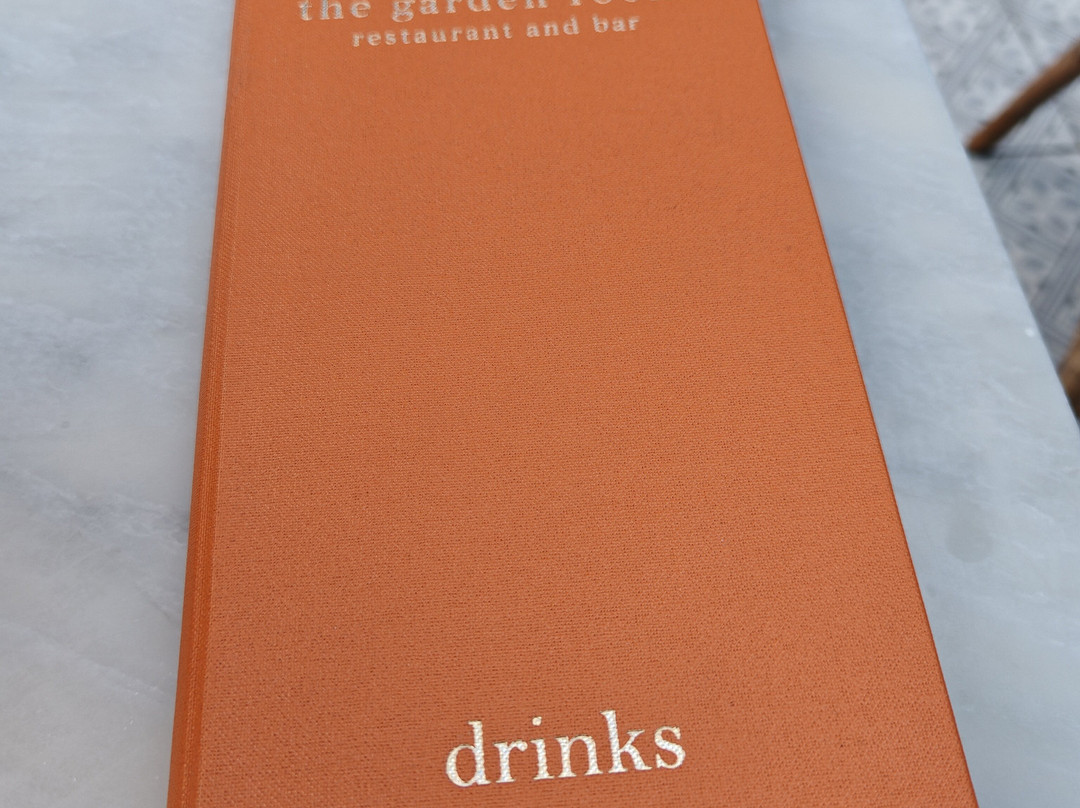 the garden
restaurant and bar
drinks